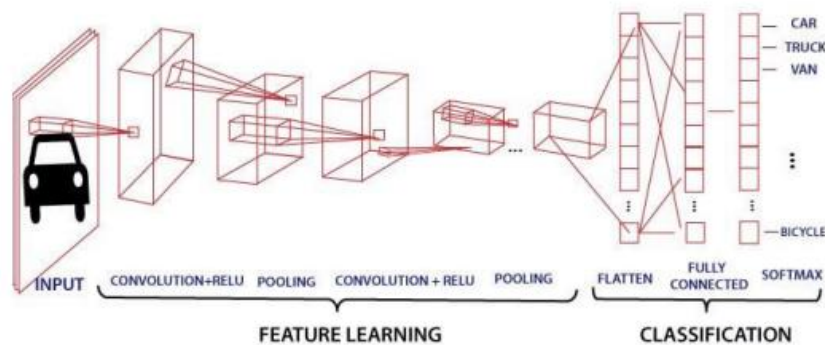 CAR
TRUCK
VAN
BICYCLE
INPUT
CONVOLUTION+RELU
POOLING
CONVOLUTION + RELU
POOLING
FLATTEN
FULLY
CONNECTED
SOFTMAX
FEATURE LEARNING
CLASSIFICATION